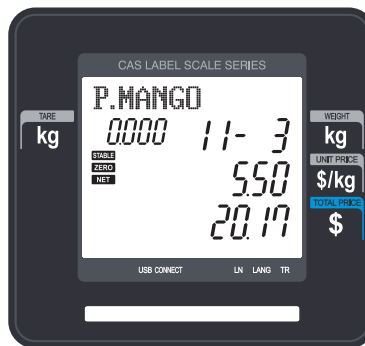 CAS LABEL SCALE SERIES
P.MANGO
TARE
kg
0.000 11- 3
WEIGHT
kg
STABLE
ZERO
NET
5.50
UNIT PRICE
$/kg
20.17
TOTAL PRICE
$
USB CONNECT LN LANG TR